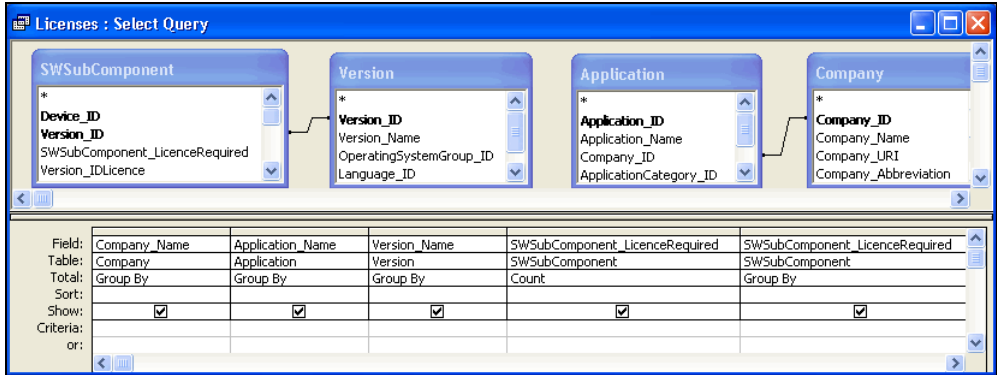 Licenses : Select Query
SWSubComponent
*
Device_ID
Version_ID
SWSubComponent_LicenceRequired
Version_IDLicence
Version
*
Version_ID
Version_Name
OperatingSystemGroup_ID
Language_ID
Application
*
Application_ID
Application_Name
Company_ID
ApplicationCategory_ID
Company
*
Company_ID
Company_Name
Company_URI
Company_Abbreviation
Field: Company_Name Application_Name Version_Name SWSubComponent_LicenceRequired SWSubComponent_LicenceRequired
Table: Company Application Version SWSubComponent SWSubComponent
Total: Group By Group By Group By Count Group By
Sort:
Show:
Criteria:
or: